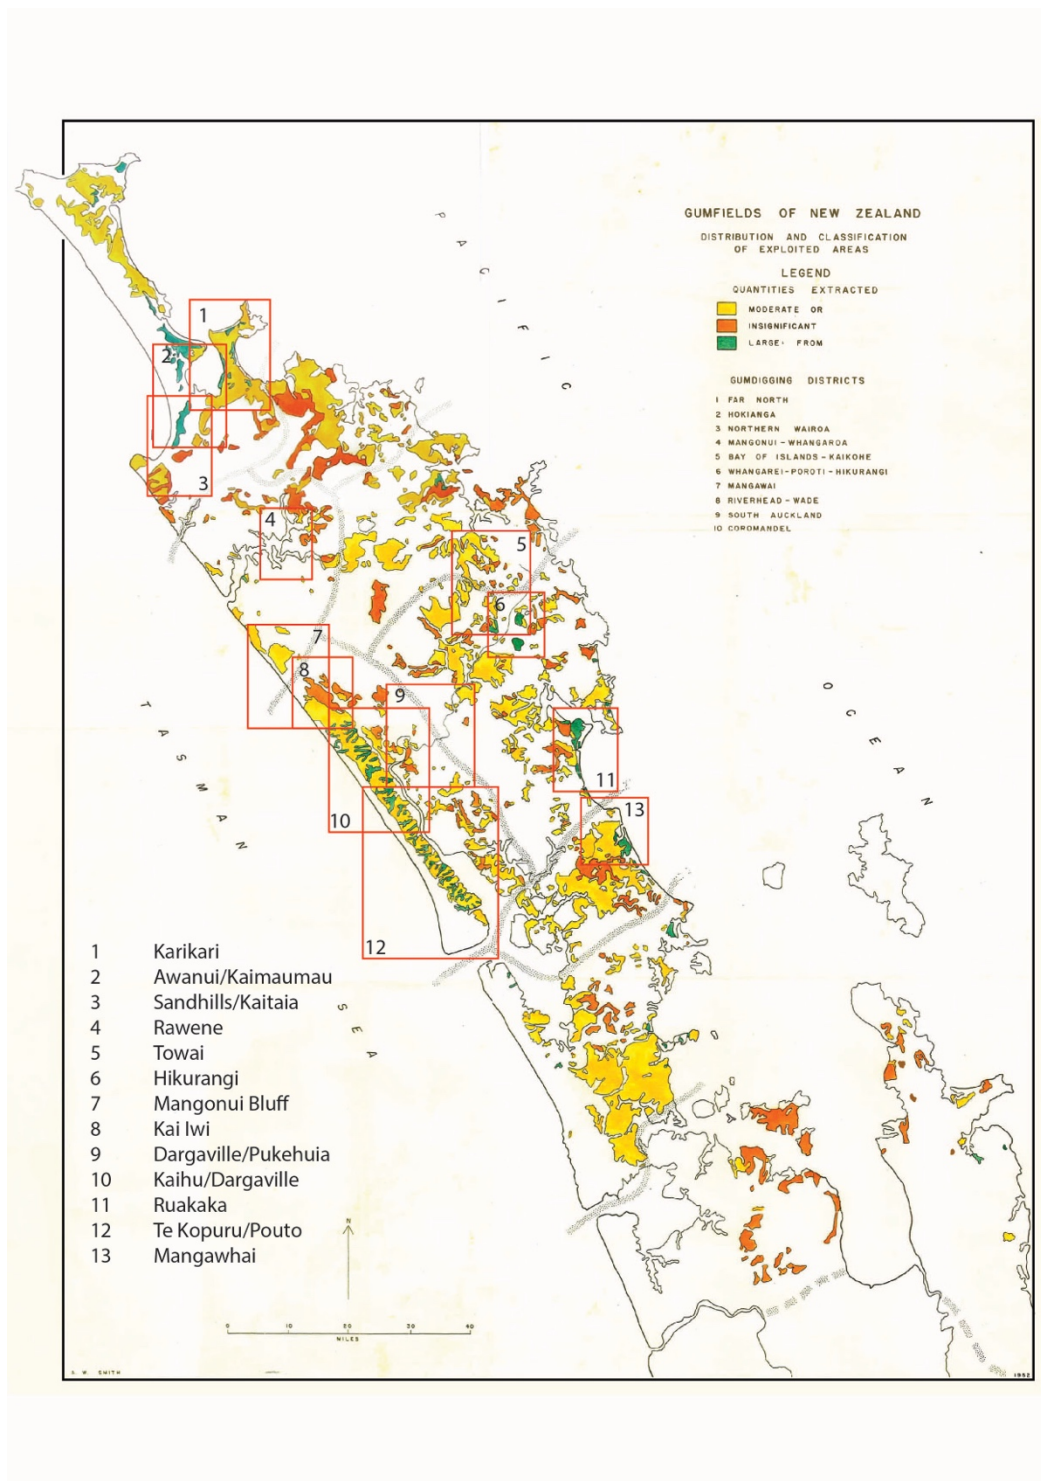 GUMFIELDS OF NEW ZEALAND
DISTRIBUTION AND CLASSIFICATION
OF EXPLOITED AREAS
LEGEND
QUANTITIES EXTRACTED
MODERATE OR
INSIGNIFICANT
LARGE- FROM
GUMDIGGING DISTRICTS
1 FAR NORTH
2 HOKIANGA
3 NORTHERN WAIROA
4 MANGONUI-WHANGAROA
5 BAY OF ISLANDS-KAIKOHE
6 WHANGAREI-POROTI-HIKURANGI
7 MANGAWAI
8 RIVERHEAD-WADE
9 SOUTH AUCKLAND
10 COROMANDEL
PACIFIC
OCEAN
TASMAN
SEA
1
2
3
4
5
6
7
8
9
10
11
13
12
1 Karikari
2 Awanui/Kaimaumau
3 Sandhills/Kaitaia
4 Rawene
5 Towai
6 Hikurangi
7 Mangonui Bluff
8 Kai Iwi
9 Dargaville/Pukehuia
10 Kaihu/Dargaville
11 Ruakaka
12 Te Kopuru/Pouto
13 Mangawhai
N
0 10 20 30 40
MILES
W. SMITH
1952